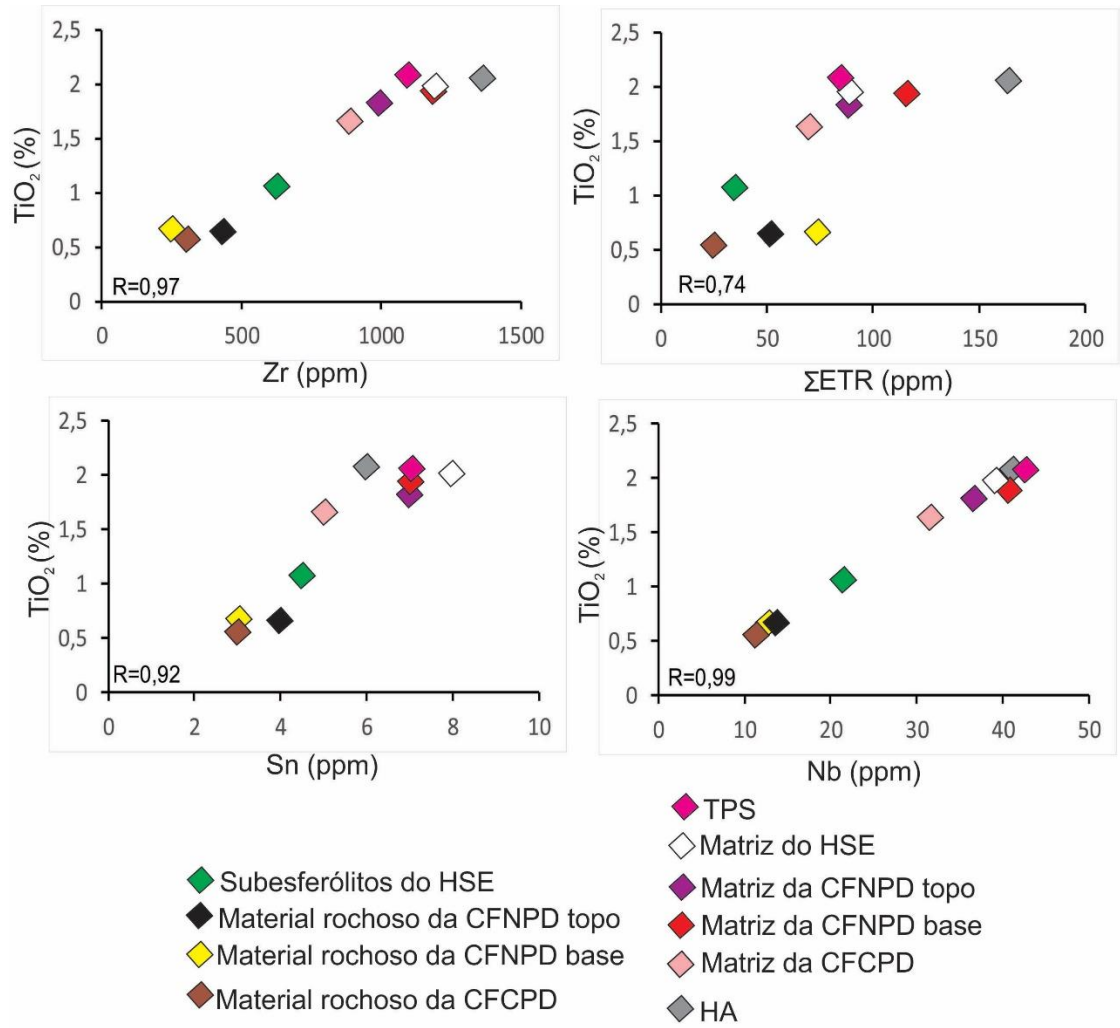 2,5
2
1,5
1
0,5
0
TiO₂ (%)
R=0,97
0 500 1000 1500
Zr (ppm)
2,5
2
1,5
1
0,5
0
TiO₂ (%)
R=0,74
0 50 100 150 200
ΣETR (ppm)
2,5
2
1,5
1
0,5
0
TiO₂ (%)
R=0,92
0 2 4 6 8 10
Sn (ppm)
2,5
2
1,5
1
0,5
0
TiO₂ (%)
R=0,99
0 10 20 30 40 50
Nb (ppm)
Subesferólitos do HSE
Material rochoso da CFNPD topo
Material rochoso da CFNPD base
Material rochoso da CFCPD
TPS
Matriz do HSE
Matriz da CFNPD topo
Matriz da CFNPD base
Matriz da CFCPD
HA